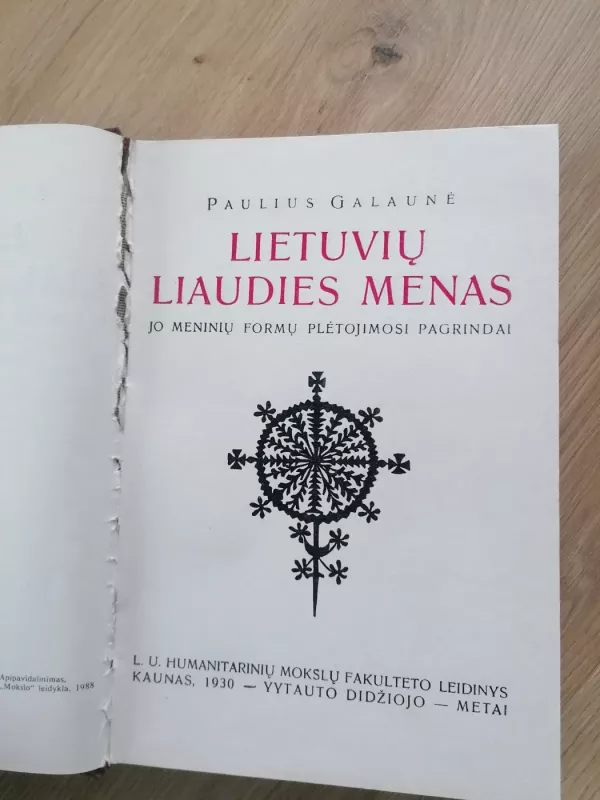 PAULIUS GALAUNĖ
LIETUVIŲ
LIAUDIES MENAS
JO MENINIŲ FORMŲ PLĖTOJIMOSI PAGRINDAI
L. U. HUMANITARINIŲ MOKSLŲ FAKULTETO LEIDINYS
KAUNAS, 1930 — VYTAUTO DIDŽIOJO — METAI
Apipavidalinimas,
„Mokslo“ leidykla, 1988